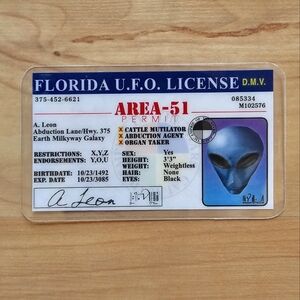 FLORIDA U.F.O. LICENSE D.M.V.
375-452-6621
085334
M102576
AREA-51
PERMIT
A. Leon
Abduction Lane/Hwy. 375
Earth Milkyway Galaxy
X CATTLE MUTILATOR
X ABDUCTION AGENT
X ORGAN TAKER
RESTRICTIONS: X,Y,Z
ENDORSEMENTS: Y.O.U
BIRTHDATE: 10/23/1492
EXP. DATE 10/23/3085
SEX: Yes
HEIGHT: 3'3"
WEIGHT: Weightless
HAIR: None
EYES: Black
A Leon